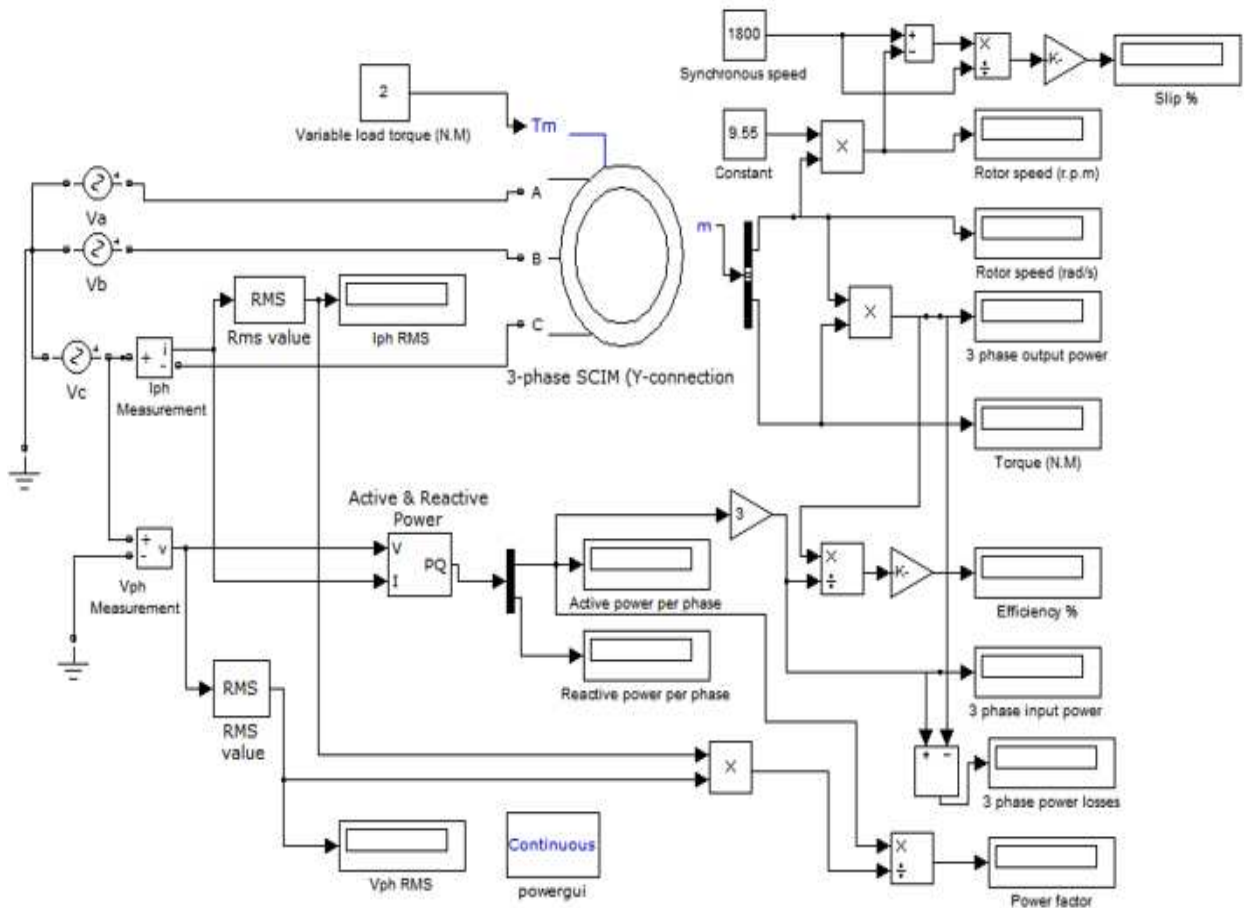 1800
Synchronous speed
+
-
×
÷
K-
Slip %
2
Variable load torque (N.M)
Tm
9.55
Constant
×
Rotor speed (r.p.m)
Va
A
m
Rotor speed (rad/s)
Vb
B
RMS
Rms value
Iph RMS
C
×
3 phase output power
Vc
+
i
-
Iph
Measurement
3-phase SCIM (Y-connection
Torque (N.M)
Active & Reactive
Power
V
I
PQ
3
+
-
v
Vph
Measurement
×
÷
K-
Efficiency %
Active power per phase
Reactive power per phase
3 phase input power
RMS
RMS
value
×
+
-
3 phase power losses
Vph RMS
Continuous
powergui
×
÷
Power factor